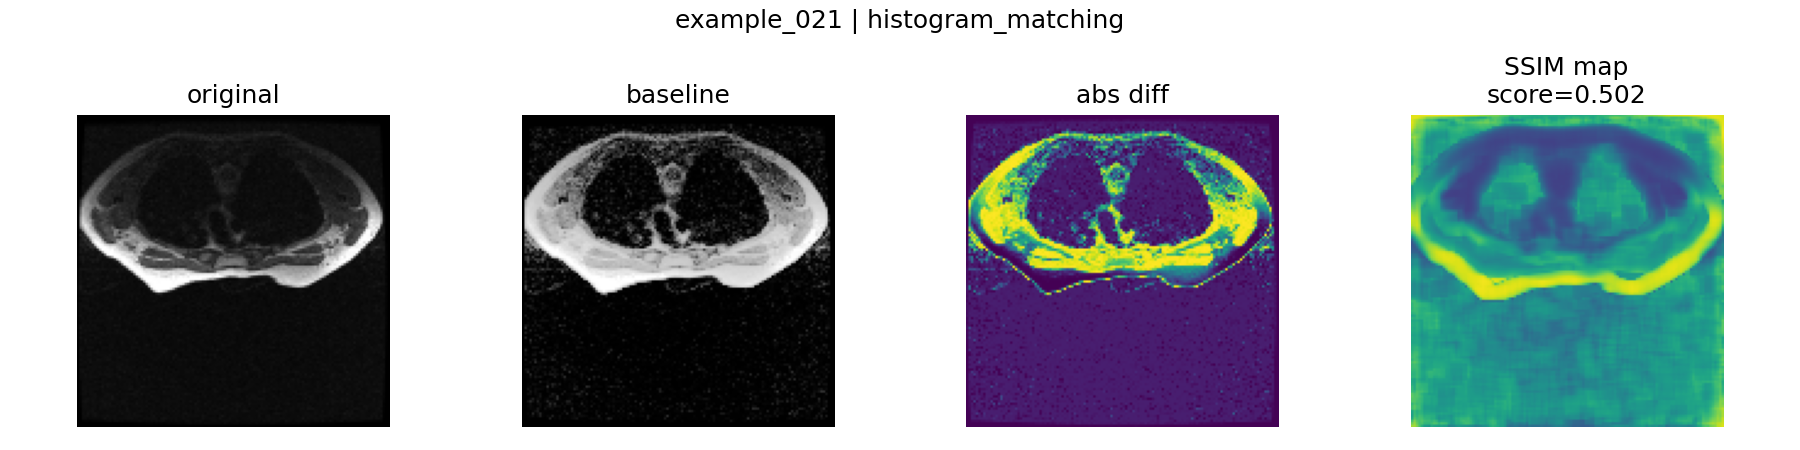 example_021 | histogram_matching
original
baseline
abs diff
SSIM map
score=0.502